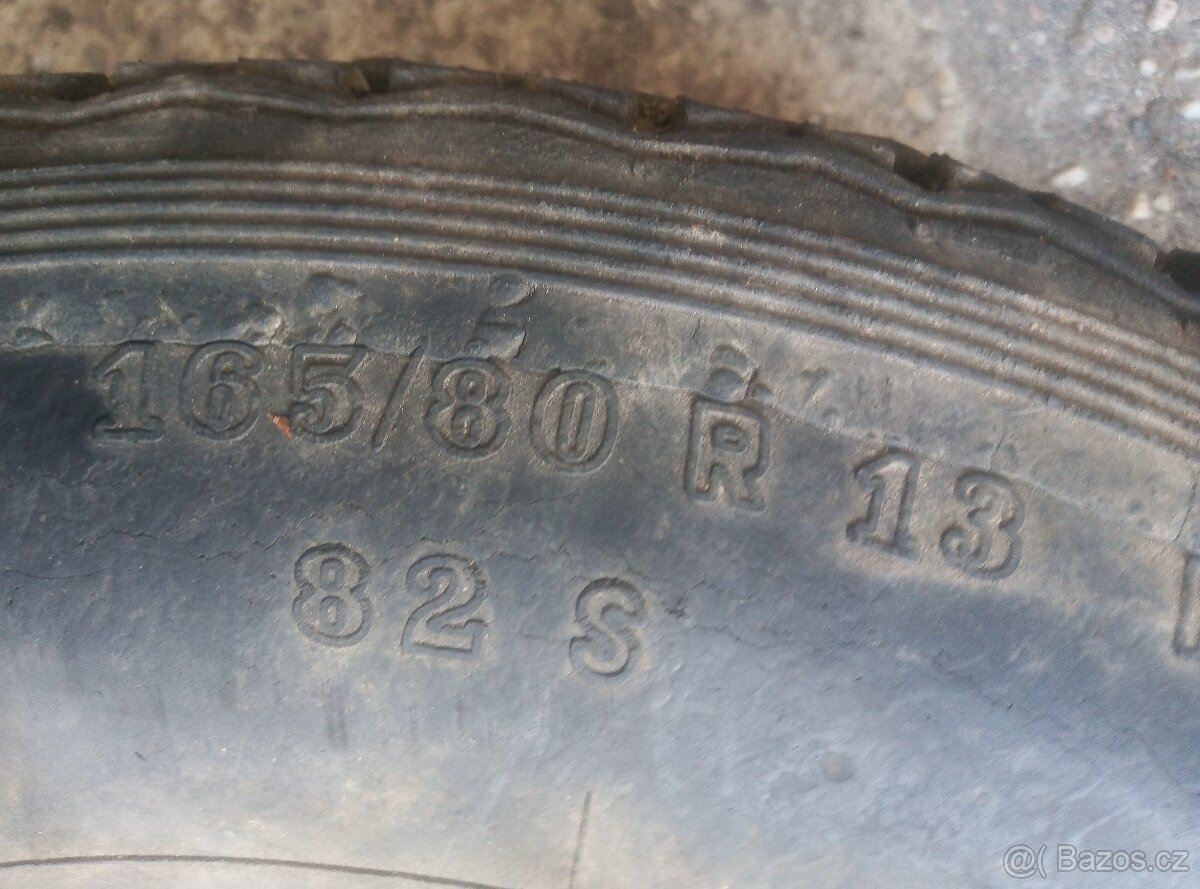 165/80 R 13
82 S
@( Bazos.cz